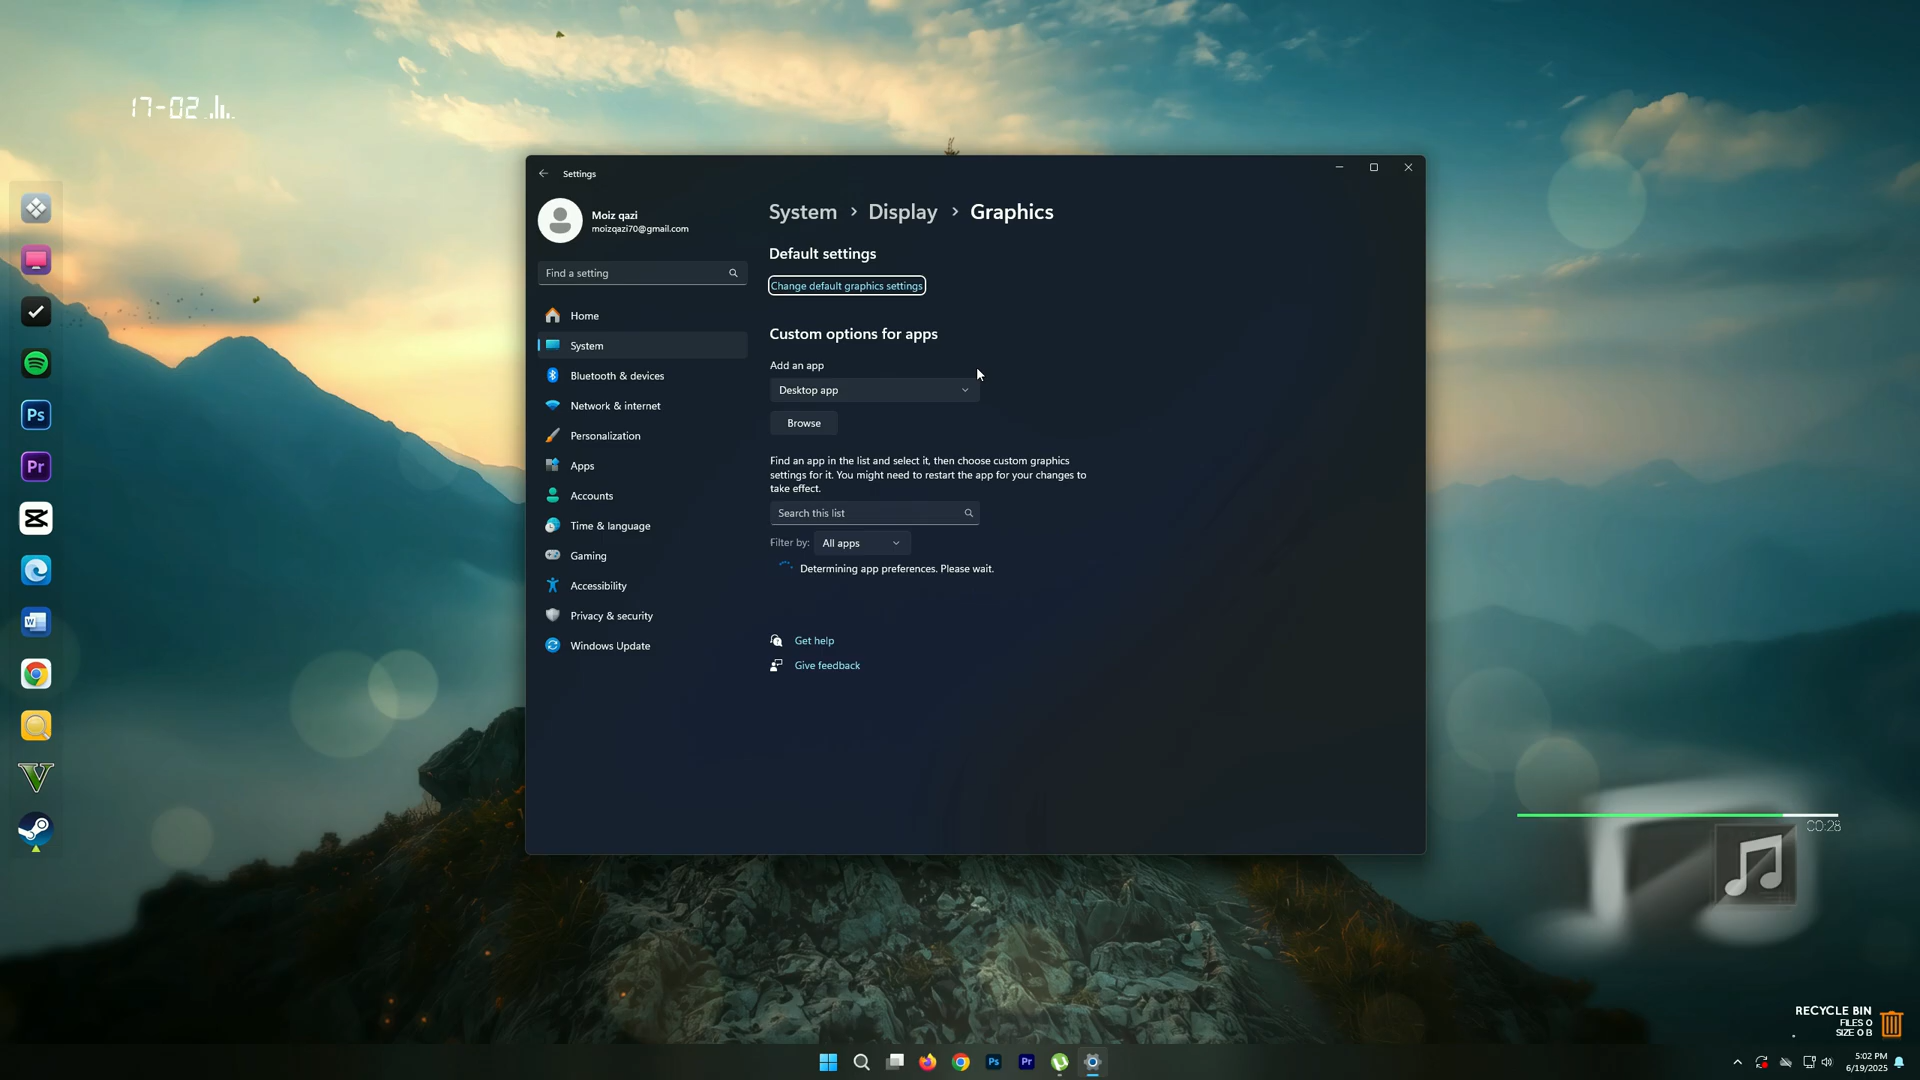 17-02
Settings
Moiz qazi
moizqazi70@gmail.com
Find a setting
Home
System
Bluetooth & devices
Network & internet
Personalization
Apps
Accounts
Time & language
Gaming
Accessibility
Privacy & security
Windows Update
System > Display > Graphics
Default settings
Change default graphics settings
Custom options for apps
Add an app
Desktop app
Browse
Find an app in the list and select it, then choose custom graphics
settings for it. You might need to restart the app for your changes to
take effect.
Search this list
Filter by: All apps
Determining app preferences. Please wait.
Get help
Give feedback
Ps
Pr
W
V
00:28
RECYCLE BIN
FILES 0
SIZE 0 B
Ps
Pr
5:02 PM
6/19/2025